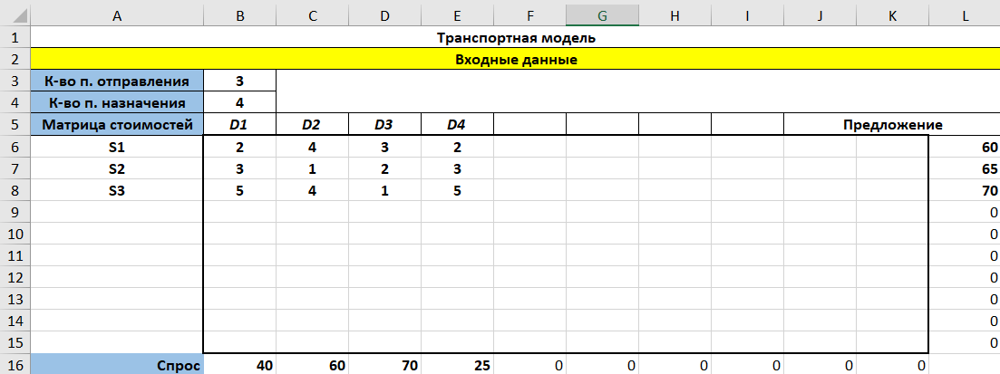 A B C D E F G H I J K L
1 Транспортная модель
2 Входные данные
3 К-во п. отправления 3
4 К-во п. назначения 4
5 Матрица стоимостей D1 D2 D3 D4 Предложение
6 S1 2 4 3 2 60
7 S2 3 1 2 3 65
8 S3 5 4 1 5 70
9 0
10 0
11 0
12 0
13 0
14 0
15 0
16 Спрос 40 60 70 25 0 0 0 0 0 0